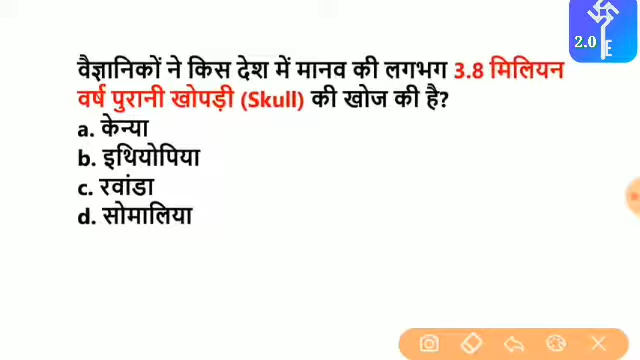 2.0
E
वैज्ञानिकों ने किस देश में मानव की लगभग 3.8 मिलियन
वर्ष पुरानी खोपड़ी (Skull) की खोज की है?
a. केन्या
b. इथियोपिया
c. रवांडा
d. सोमालिया